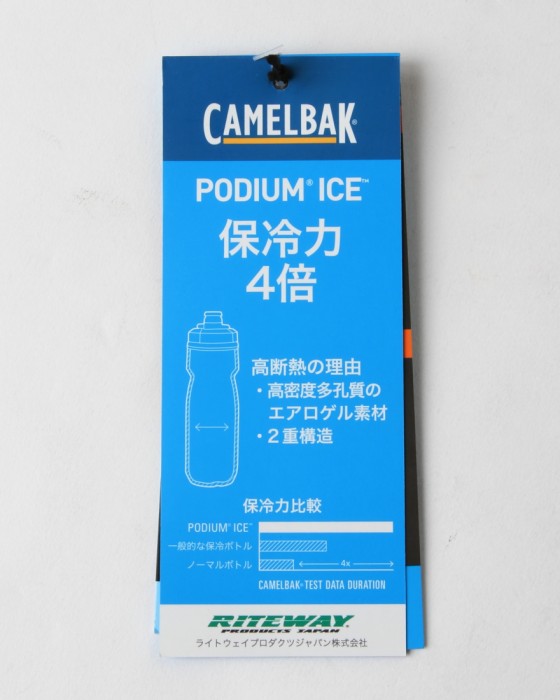 CAMELBAK®
PODIUM® ICE™
保冷力
4倍
高断熱の理由
・高密度多孔質の
エアロゲル素材
・2重構造
保冷力比較
PODIUM® ICE™
一般的な保冷ボトル
ノーマルボトル
4x
CAMELBAK® TEST DATA DURATION
RITEWAY
PRODUCTS JAPAN
ライトウェイプロダクツジャパン株式会社